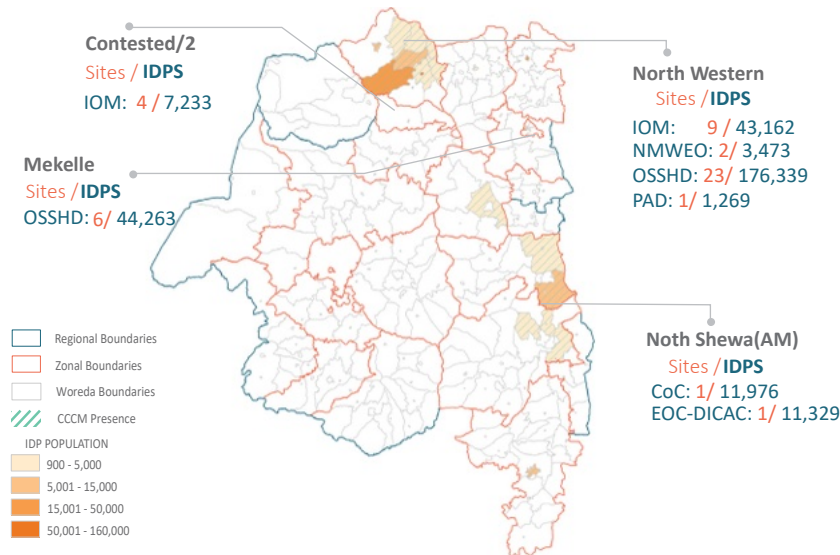 Contested/2
Sites / IDPS
IOM: 4 / 7,233
North Western
Sites / IDPS
IOM: 9 / 43,162
NMWEO: 2/ 3,473
OSSHD: 23/ 176,339
PAD: 1/ 1,269
Mekelle
Sites / IDPS
OSSHD: 6/ 44,263
Noth Shewa(AM)
Sites / IDPS
CoC: 1/ 11,976
EOC-DICAC: 1/ 11,329
Regional Boundaries
Zonal Boundaries
Woreda Boundaries
CCCM Presence
IDP POPULATION
900 - 5,000
5,001 - 15,000
15,001 - 50,000
50,001 - 160,000